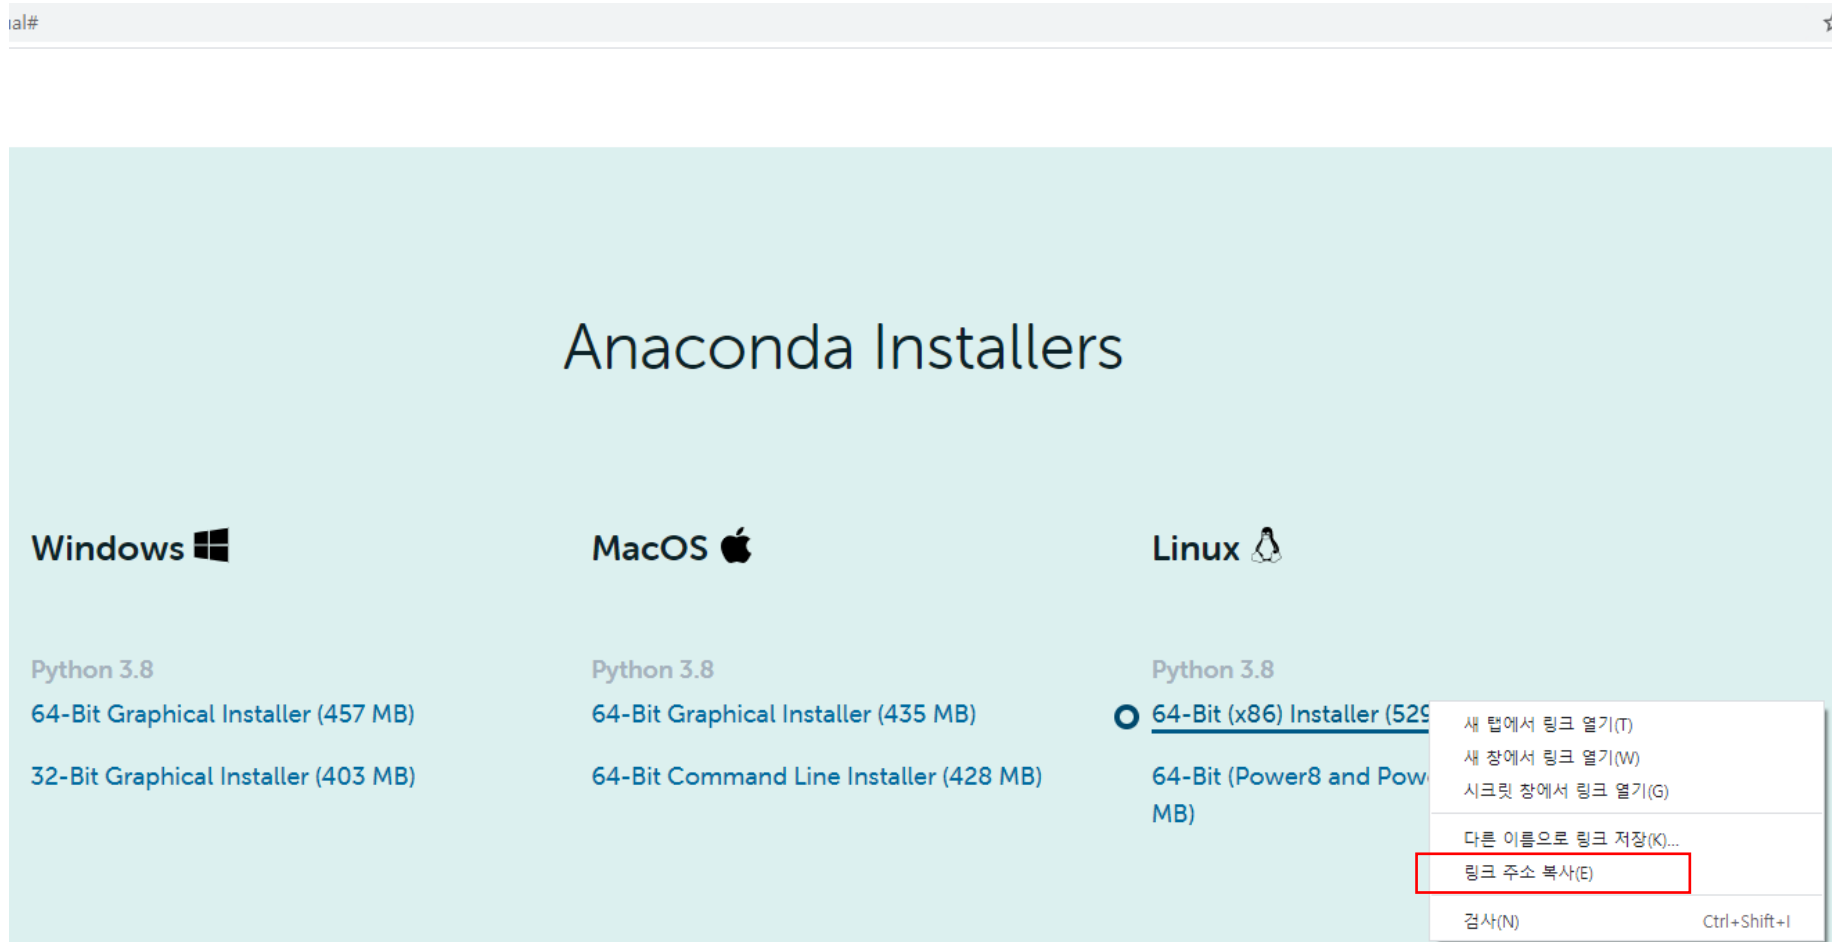 ual#
Anaconda Installers
Windows
MacOS
Linux
Python 3.8
64-Bit Graphical Installer (457 MB)
32-Bit Graphical Installer (403 MB)
Python 3.8
64-Bit Graphical Installer (435 MB)
64-Bit Command Line Installer (428 MB)
Python 3.8
64-Bit (x86) Installer (529
64-Bit (Power8 and Pow
MB)
새 탭에서 링크 열기(T)
새 창에서 링크 열기(W)
시크릿 창에서 링크 열기(G)
다른 이름으로 링크 저장(K)...
링크 주소 복사(E)
검사(N) Ctrl+Shift+I